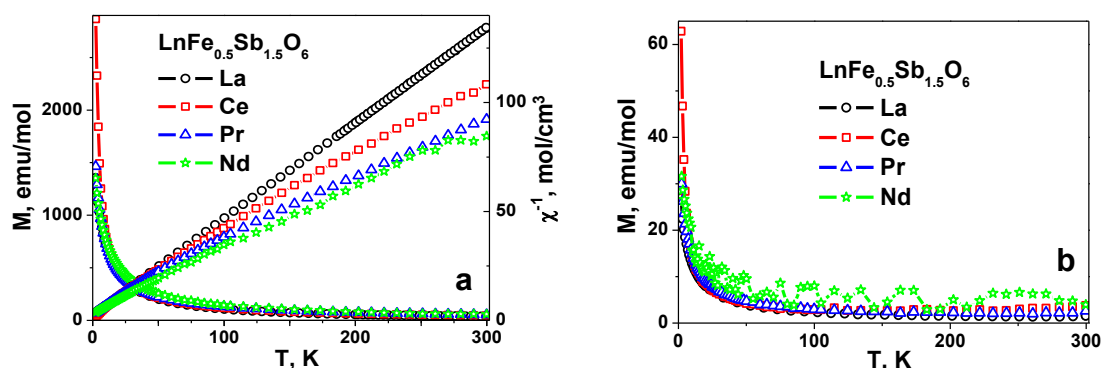 LnFe0.5Sb1.5O6
La
Ce
Pr
Nd
M, emu/mol
2000
1000
0
χ-1, mol/cm3
100
50
0
0
100
200
300
T, K
a
LnFe0.5Sb1.5O6
La
Ce
Pr
Nd
M, emu/mol
60
40
20
0
0
100
200
300
T, K
b